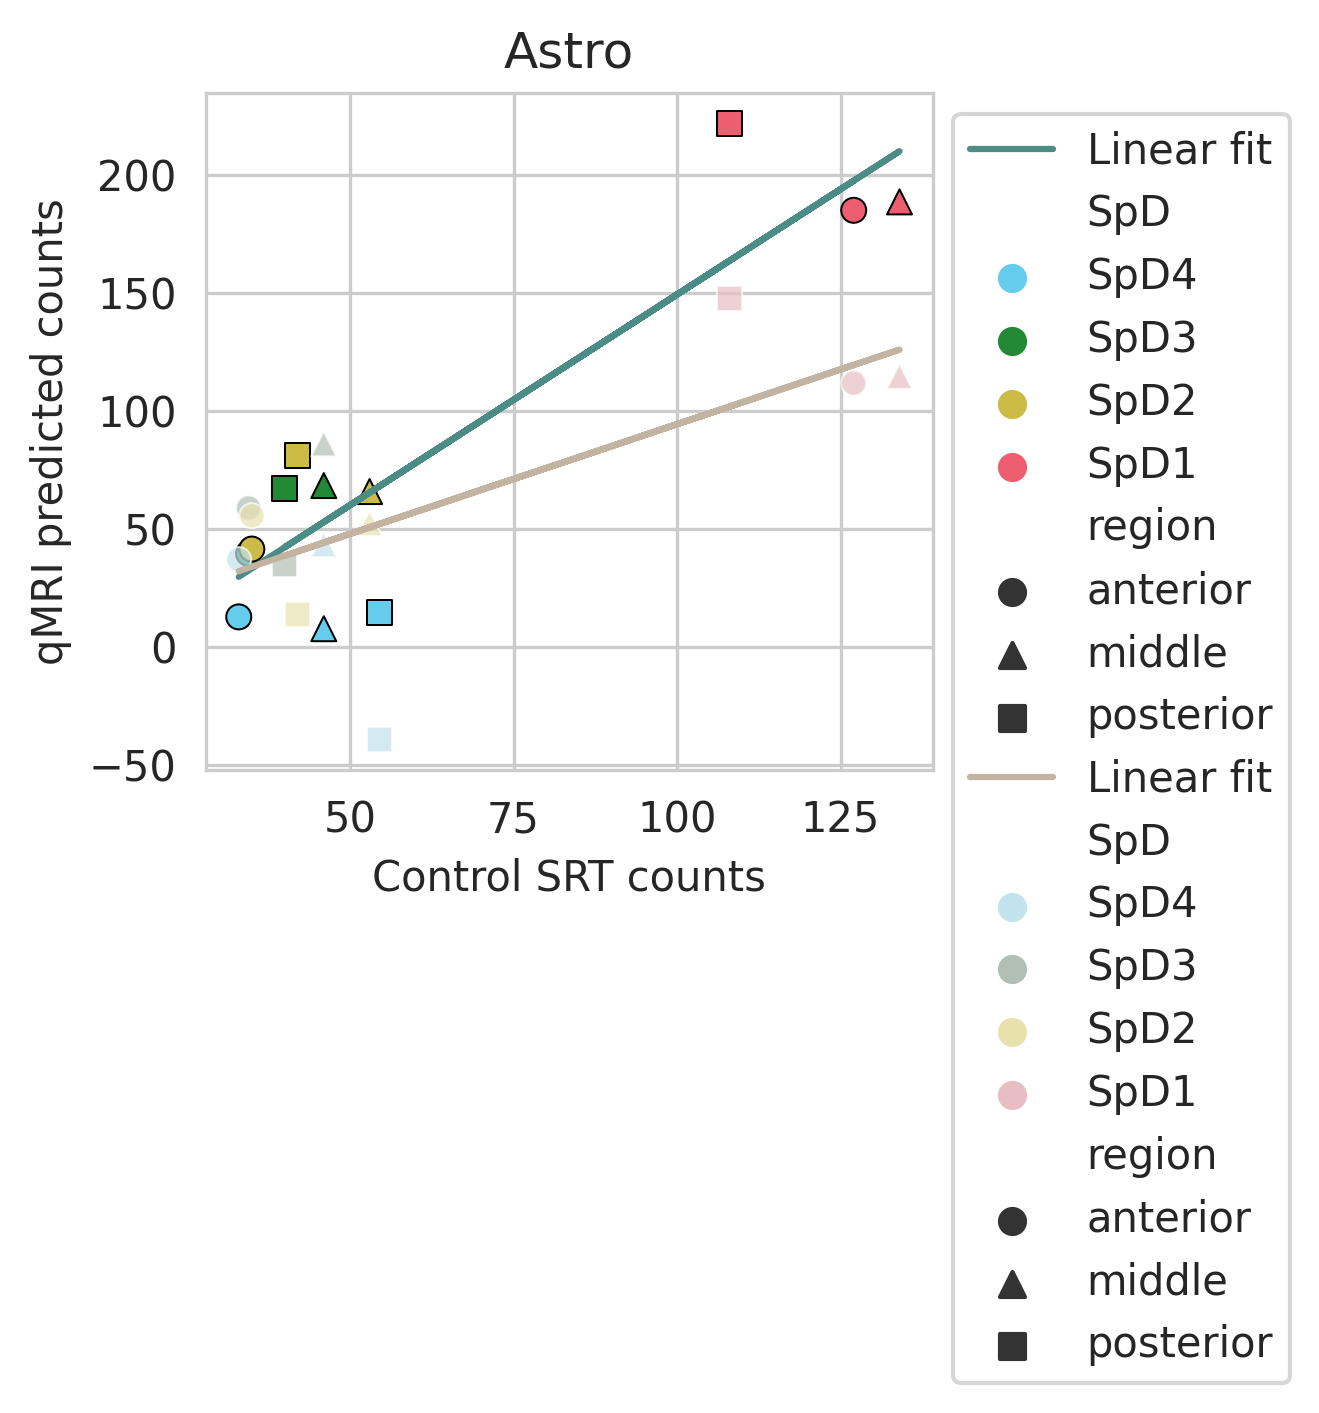 Astro
qMRI predicted counts
200
150
100
50
0
−50
50 75 100 125
Control SRT counts
Linear fit
SpD
SpD4
SpD3
SpD2
SpD1
region
anterior
middle
posterior
Linear fit
SpD
SpD4
SpD3
SpD2
SpD1
region
anterior
middle
posterior